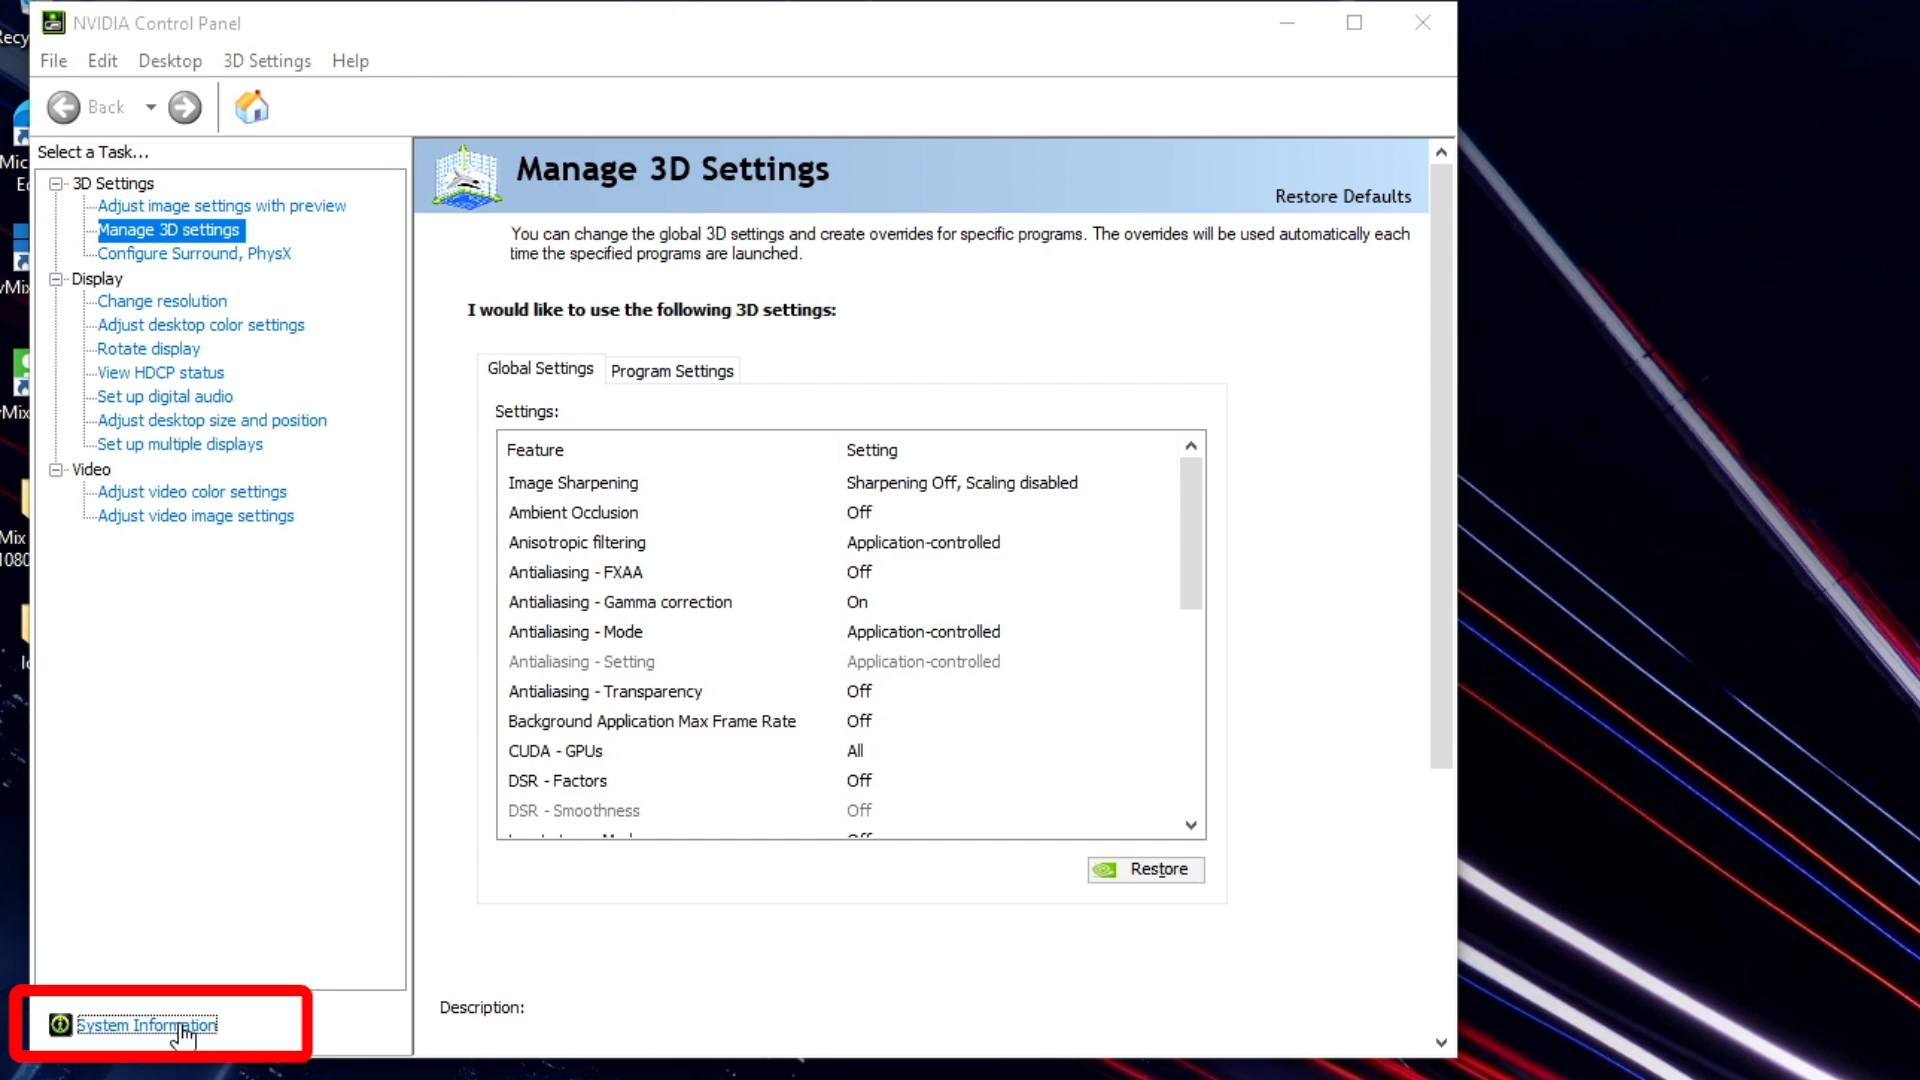 NVIDIA Control Panel
File Edit Desktop 3D Settings Help
Back
Select a Task...
3D Settings
Adjust image settings with preview
Manage 3D settings
Configure Surround, PhysX
Display
Change resolution
Adjust desktop color settings
Rotate display
View HDCP status
Set up digital audio
Adjust desktop size and position
Set up multiple displays
Video
Adjust video color settings
Adjust video image settings
System Information
Manage 3D Settings
Restore Defaults
You can change the global 3D settings and create overrides for specific programs. The overrides will be used automatically each
time the specified programs are launched.
I would like to use the following 3D settings:
Global Settings Program Settings
Settings:
Feature Setting
Image Sharpening Sharpening Off, Scaling disabled
Ambient Occlusion Off
Anisotropic filtering Application-controlled
Antialiasing - FXAA Off
Antialiasing - Gamma correction On
Antialiasing - Mode Application-controlled
Antialiasing - Setting Application-controlled
Antialiasing - Transparency Off
Background Application Max Frame Rate Off
CUDA - GPUs All
DSR - Factors Off
DSR - Smoothness Off
Restore
Description:
Recy
Mic
vMix
vMix
Mix
1080